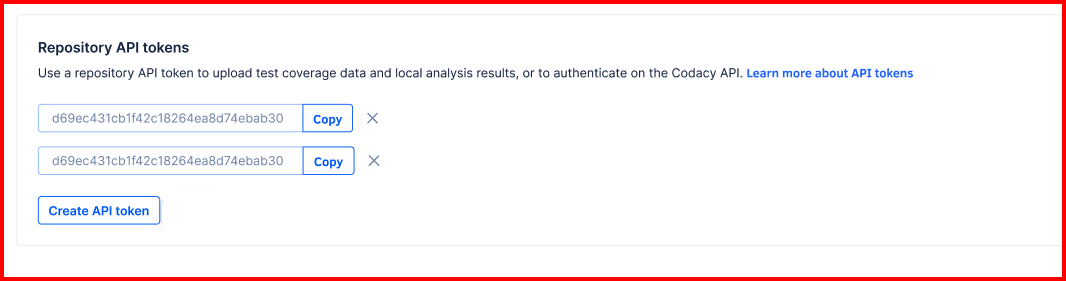 Repository API tokens
Use a repository API token to upload test coverage data and local analysis results, or to authenticate on the Codacy API. Learn more about API tokens
d69ec431cb1f42c18264ea8d74ebab30 Copy
d69ec431cb1f42c18264ea8d74ebab30 Copy
Create API token